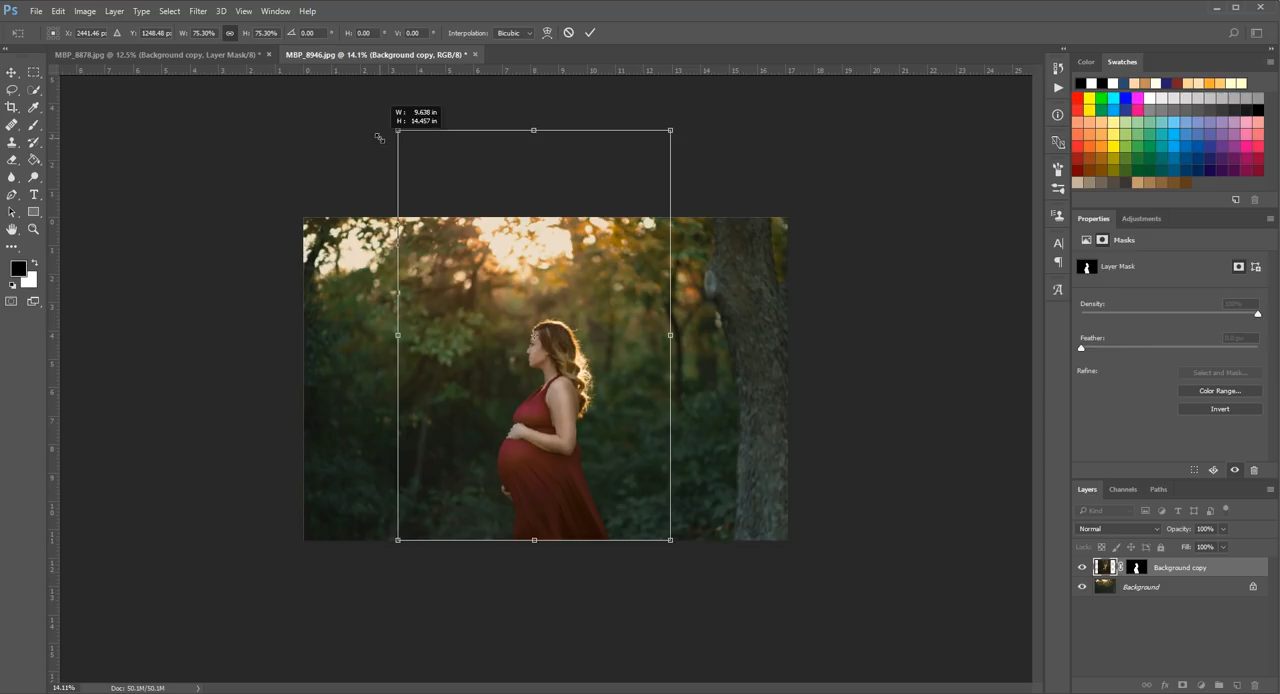 Ps File Edit Image Layer Type Select Filter 3D View Window Help
X: 2441.46 px Y: 1248.48 px W: 75.30% H: 75.30% 0.00 ° H: 0.00 ° V: 0.00 ° Interpolation: Bicubic
MBP_8878.jpg @ 12.5% (Background copy, Layer Mask/8) * × MBP_8946.jpg @ 14.1% (Background copy, RGB/8) * ×
W : 9.638 in
H : 14.457 in
Color Swatches
Properties Adjustments
Masks
Layer Mask
Density: 100%
Feather: 0.0 px
Refine: Select and Mask...
Color Range...
Invert
Layers Channels Paths
Kind
Normal Opacity: 100%
Lock: Fill: 100%
Background copy
Background
14.11% Doc: 50.1M/50.1M